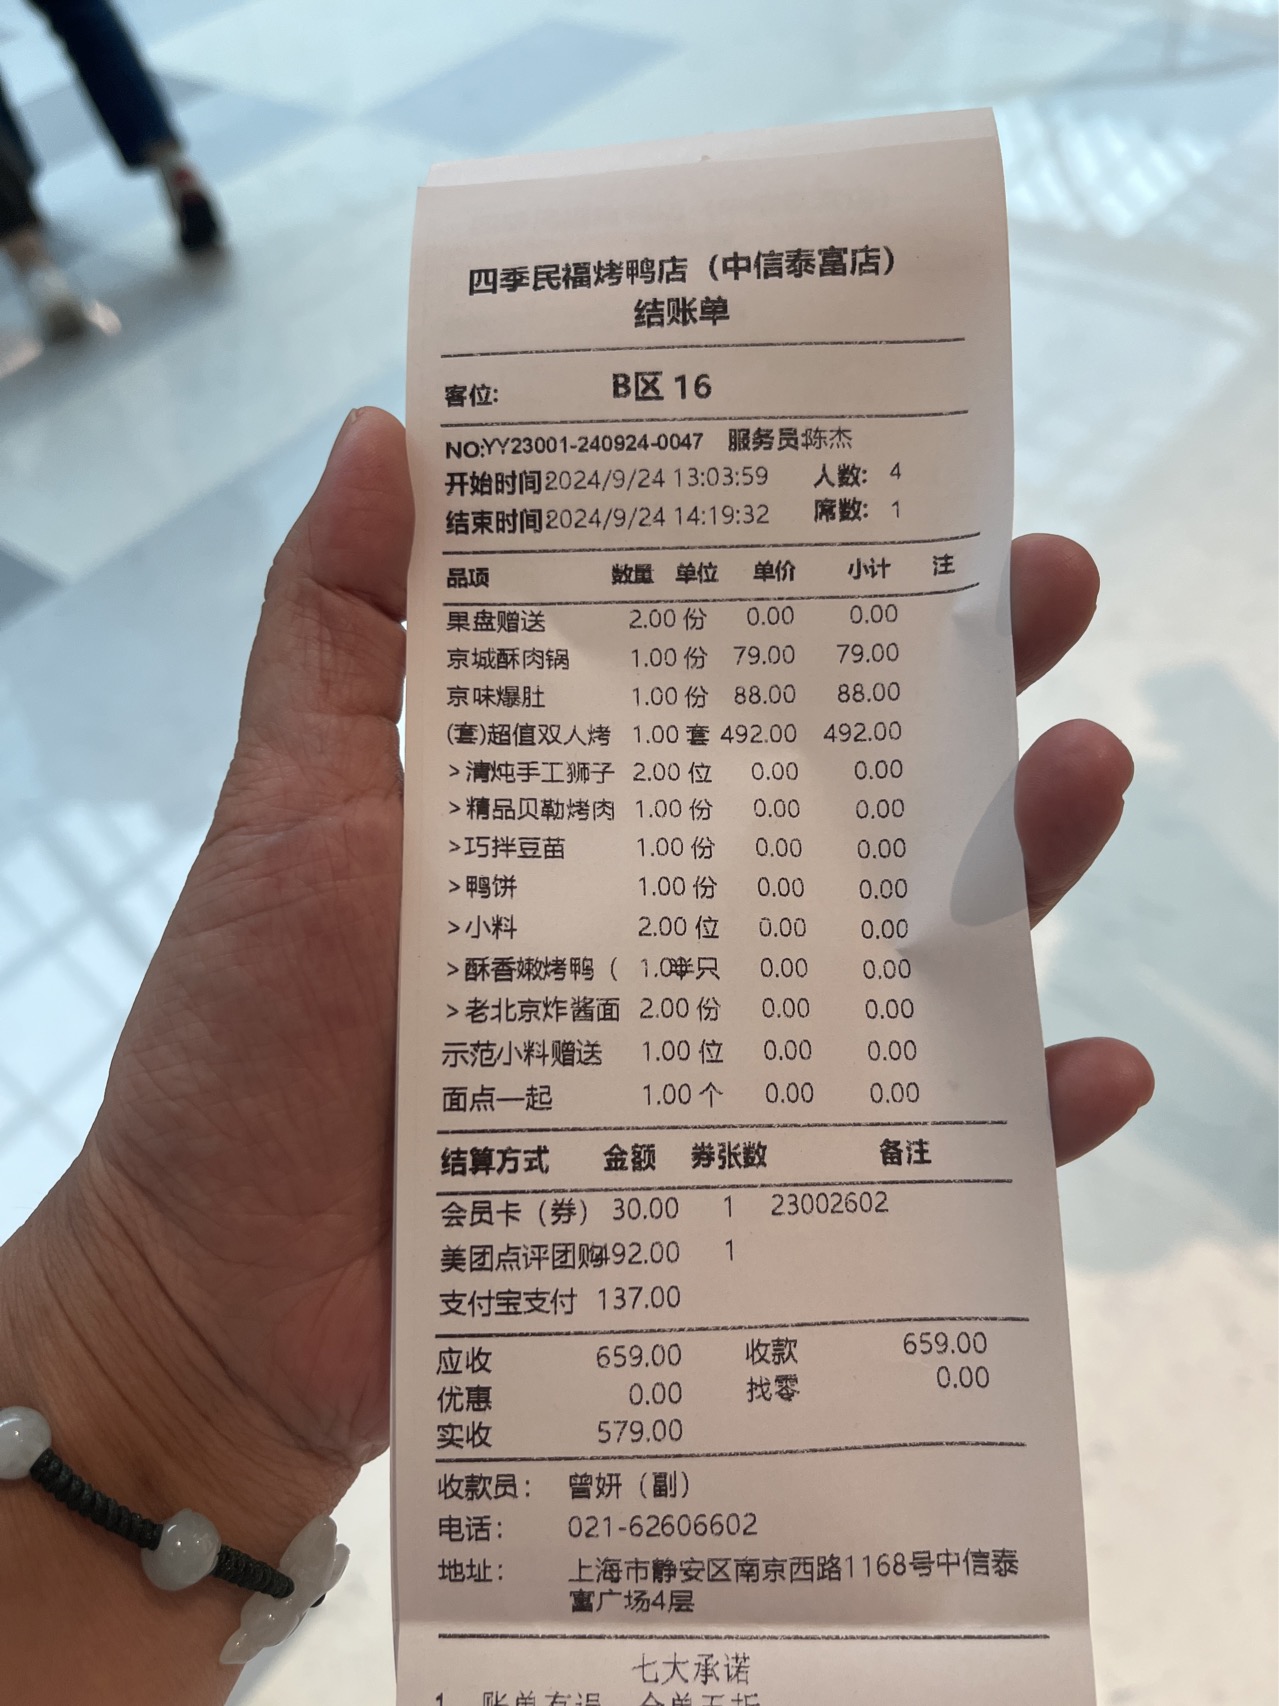 四季民福烤鸭店（中信泰富店）
结账单
客位: B区 16
NO:YY23001-240924-0047 服务员:陈杰
开始时间2024/9/24 13:03:59 人数: 4
结束时间2024/9/24 14:19:32 席数: 1
品项 数量 单位 单价 小计 注
果盘赠送 2.00 份 0.00 0.00
京城酥肉锅 1.00 份 79.00 79.00
京味爆肚 1.00 份 88.00 88.00
(套)超值双人烤 1.00 套 492.00 492.00
>清炖手工狮子 2.00 位 0.00 0.00
>精品贝勒烤肉 1.00 份 0.00 0.00
>巧拌豆苗 1.00 份 0.00 0.00
>鸭饼 1.00 份 0.00 0.00
>小料 2.00 位 0.00 0.00
>酥香嫩烤鸭（ 1.00半只 0.00 0.00
>老北京炸酱面 2.00 份 0.00 0.00
示范小料赠送 1.00 位 0.00 0.00
面点一起 1.00 个 0.00 0.00
结算方式 金额 券张数 备注
会员卡（券） 30.00 1 23002602
美团点评团购492.00 1
支付宝支付 137.00
应收 659.00 收款 659.00
优惠 0.00 找零 0.00
实收 579.00
收款员: 曾妍（副）
电话: 021-62606602
地址: 上海市静安区南京西路1168号中信泰
富广场4层
七大承诺
1、账单有误，全单五折